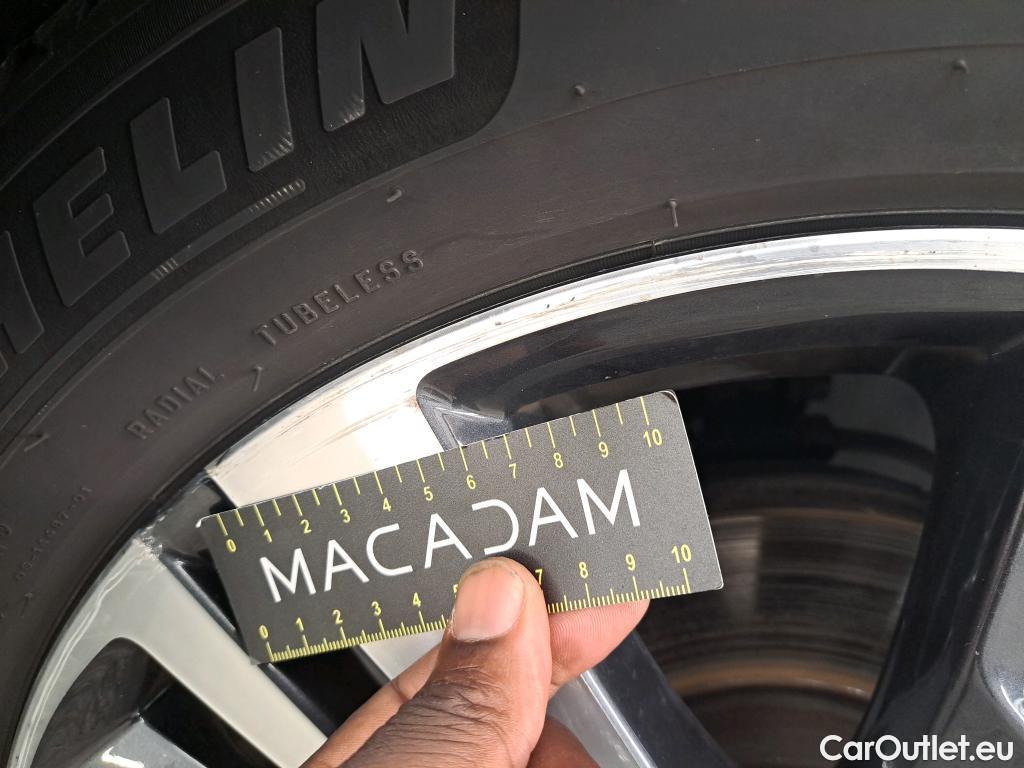 HELIN
RADIAL TUBELESS
0 1 2 3 4 5 6 7 8 9 10
MACADAM
0 1 2 3 4 5 7 8 9 10
CarOutlet.eu